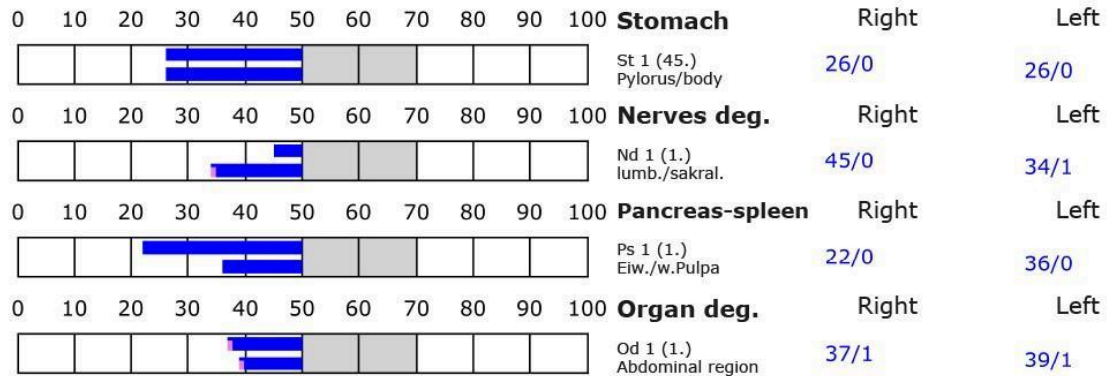 0 10 20 30 40 50 60 70 80 90 100 Stomach Right Left
St 1 (45.) 26/0 26/0
Pylorus/body
0 10 20 30 40 50 60 70 80 90 100 Nerves deg. Right Left
Nd 1 (1.) 45/0 34/1
lumb./sakral.
0 10 20 30 40 50 60 70 80 90 100 Pancreas-spleen Right Left
Ps 1 (1.) 22/0 36/0
Eiw./w.Pulpa
0 10 20 30 40 50 60 70 80 90 100 Organ deg. Right Left
Od 1 (1.) 37/1 39/1
Abdominal region